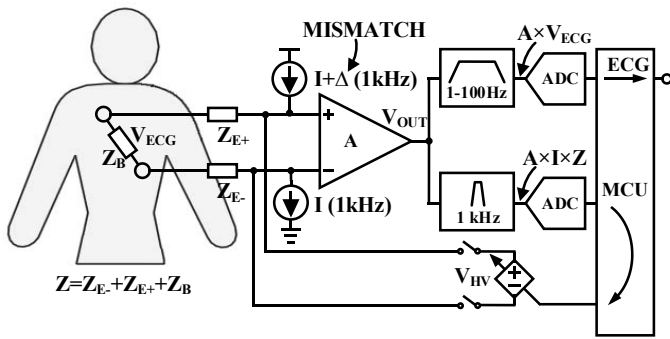 MISMATCH
I+Δ (1kHz)
A×V_ECG
ECG
1-100Hz
ADC
V_ECG
Z_B
Z_E+
V_OUT
+
A
−
Z_E-
I (1kHz)
A×I×Z
MCU
1 kHz
ADC
V_HV
+
−
Z=Z_E-+Z_E++Z_B